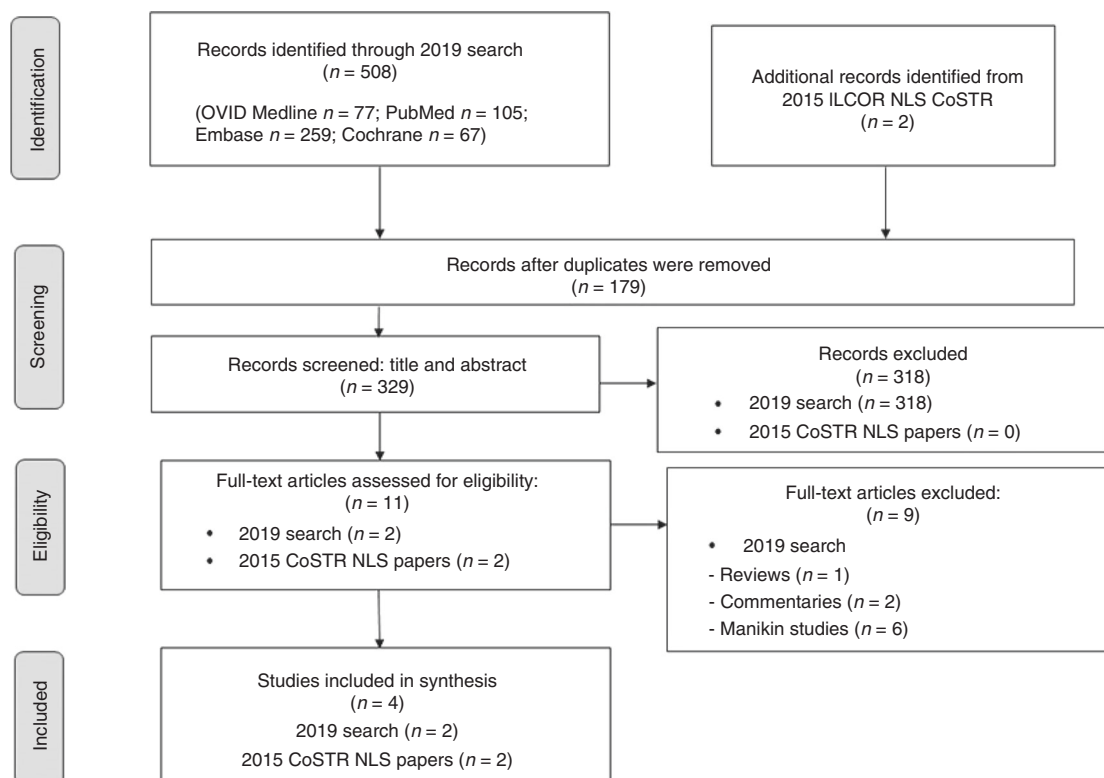 Identification
Records identified through 2019 search
(n = 508)
(OVID Medline n = 77; PubMed n = 105;
Embase n = 259; Cochrane n = 67)
Additional records identified from
2015 ILCOR NLS CoSTR
(n = 2)
Screening
Records after duplicates were removed
(n = 179)
Records screened: title and abstract
(n = 329)
Records excluded
(n = 318)
• 2019 search (n = 318)
• 2015 CoSTR NLS papers (n = 0)
Eligibility
Full-text articles assessed for eligibility:
(n = 11)
• 2019 search (n = 2)
• 2015 CoSTR NLS papers (n = 2)
Full-text articles excluded:
(n = 9)
• 2019 search
- Reviews (n = 1)
- Commentaries (n = 2)
- Manikin studies (n = 6)
Included
Studies included in synthesis
(n = 4)
2019 search (n = 2)
2015 CoSTR NLS papers (n = 2)